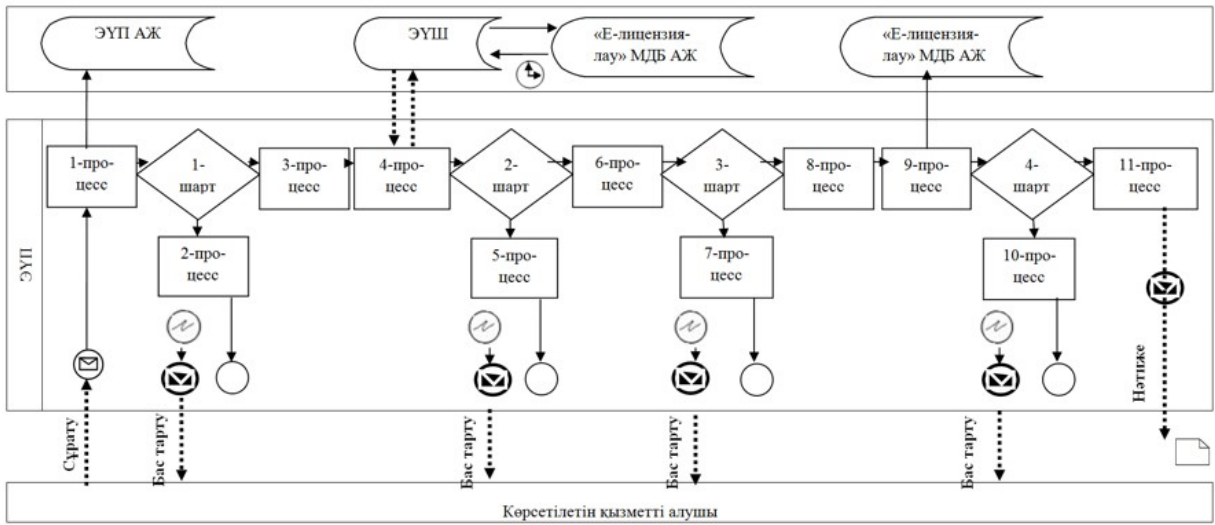 ЭҮП АЖ
ЭҮШ
«Е-лицензия-
лау» МДБ АЖ
«Е-лицензия-
лау» МДБ АЖ
ЭҮП
1-про-
цесс
1-
шарт
3-про-
цесс
4-про-
цесс
2-
шарт
6-про-
цесс
3-
шарт
8-про-
цесс
9-про-
цесс
4-
шарт
11-про-
цесс
2-про-
цесс
5-про-
цесс
7-про-
цесс
10-про-
цесс
Сұрату
Бас тарту
Бас тарту
Бас тарту
Бас тарту
Нәтиже
Көрсетілетін қызметті алушы